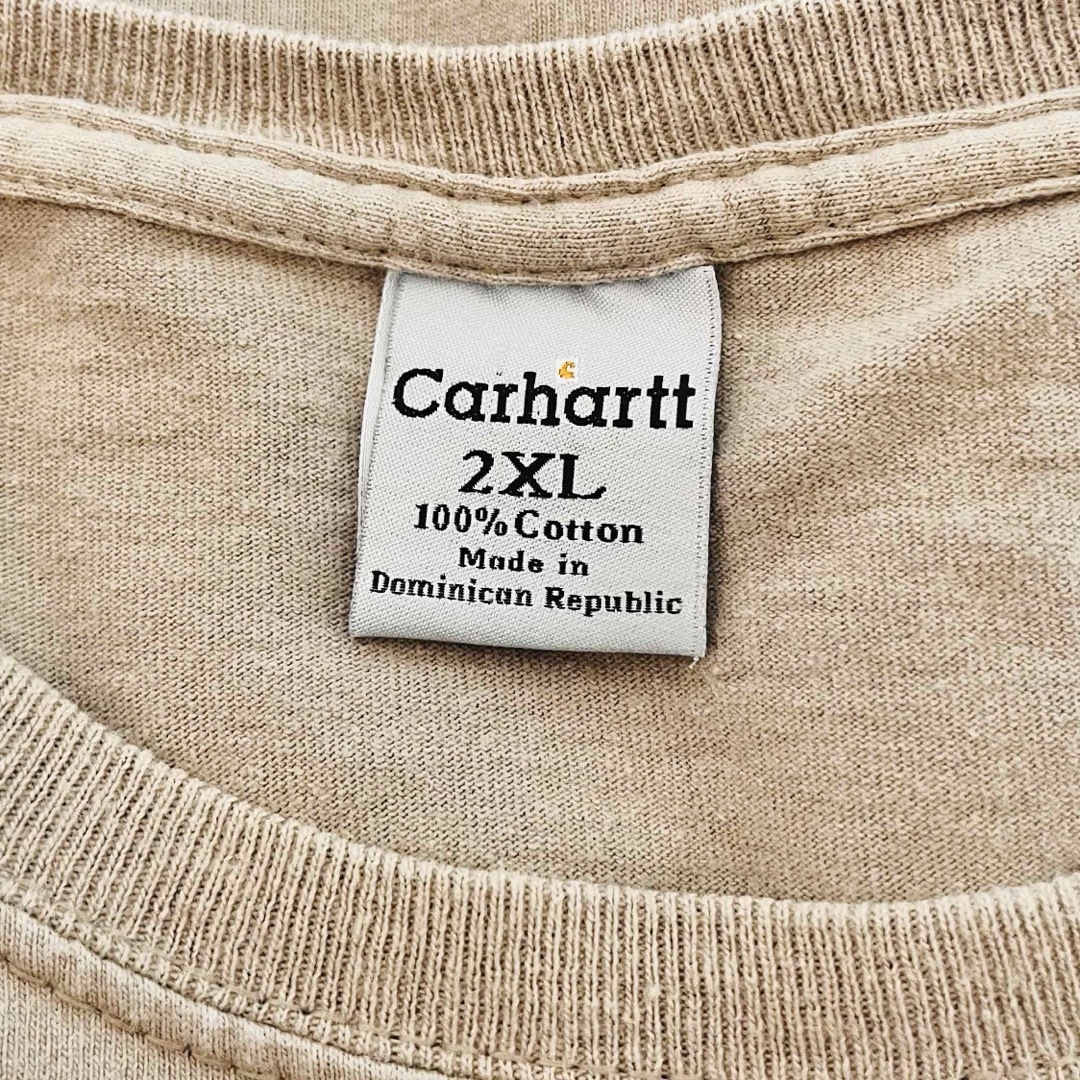 Carhartt
2XL
100% Cotton
Made in
Dominican Republic